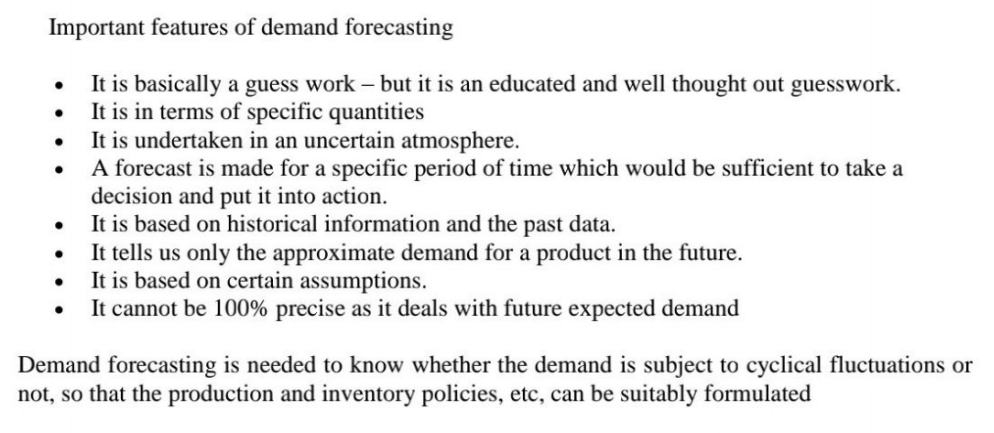 Important features of demand forecasting
• It is basically a guess work – but it is an educated and well thought out guesswork.
• It is in terms of specific quantities
• It is undertaken in an uncertain atmosphere.
• A forecast is made for a specific period of time which would be sufficient to take a
decision and put it into action.
• It is based on historical information and the past data.
• It tells us only the approximate demand for a product in the future.
• It is based on certain assumptions.
• It cannot be 100% precise as it deals with future expected demand
Demand forecasting is needed to know whether the demand is subject to cyclical fluctuations or
not, so that the production and inventory policies, etc, can be suitably formulated